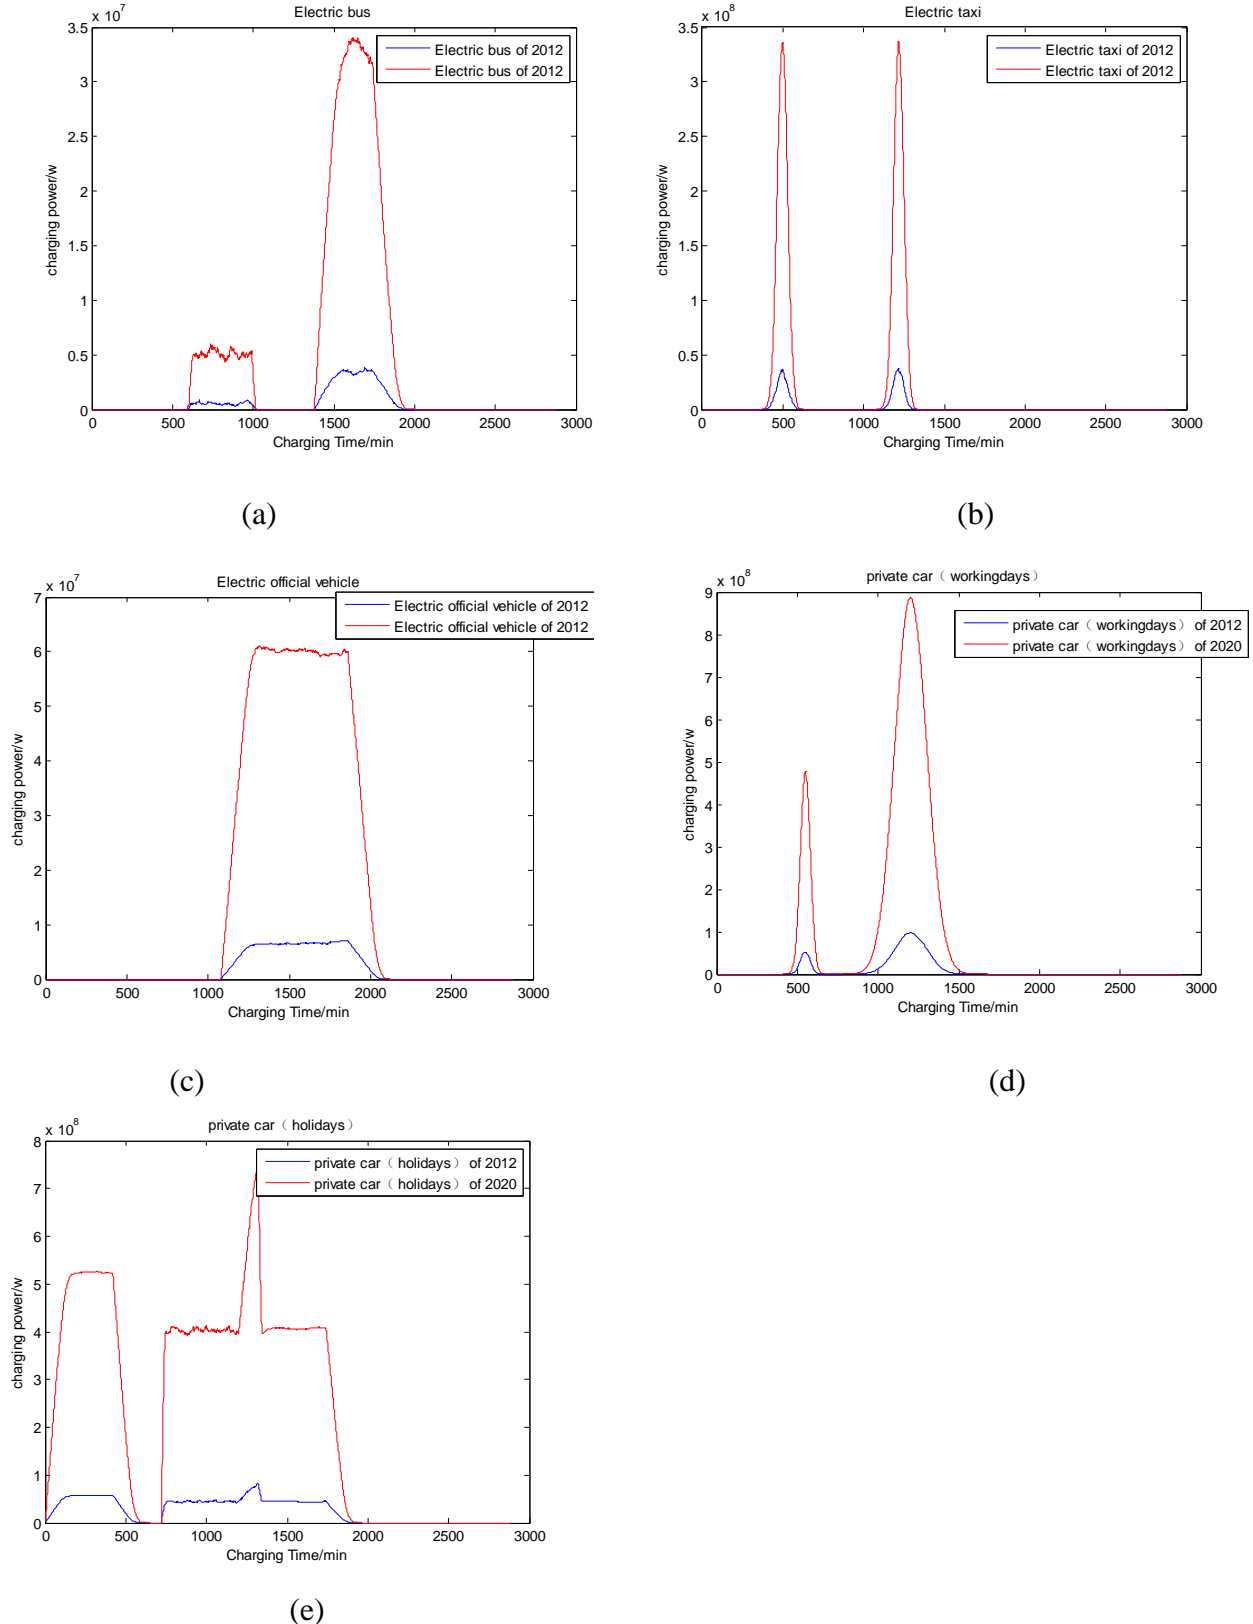 Electric bus
x 10^7
Electric bus of 2012
Electric bus of 2012
3.5
3
2.5
2
1.5
1
0.5
0
charging power/w
0 500 1000 1500 2000 2500 3000
Charging Time/min
(a)
Electric taxi
x 10^8
Electric taxi of 2012
Electric taxi of 2012
3.5
3
2.5
2
1.5
1
0.5
0
charging power/w
0 500 1000 1500 2000 2500 3000
Charging Time/min
(b)
Electric official vehicle
x 10^7
Electric official vehicle of 2012
Electric official vehicle of 2012
7
6
5
4
3
2
1
0
charging power/w
0 500 1000 1500 2000 2500 3000
Charging Time/min
(c)
private car（workingdays）
x 10^8
private car（workingdays）of 2012
private car（workingdays）of 2020
9
8
7
6
5
4
3
2
1
0
charging power/w
0 500 1000 1500 2000 2500 3000
Charging Time/min
(d)
private car（holidays）
x 10^8
private car（holidays）of 2012
private car（holidays）of 2020
8
7
6
5
4
3
2
1
0
charging power/w
0 500 1000 1500 2000 2500 3000
Charging Time/min
(e)